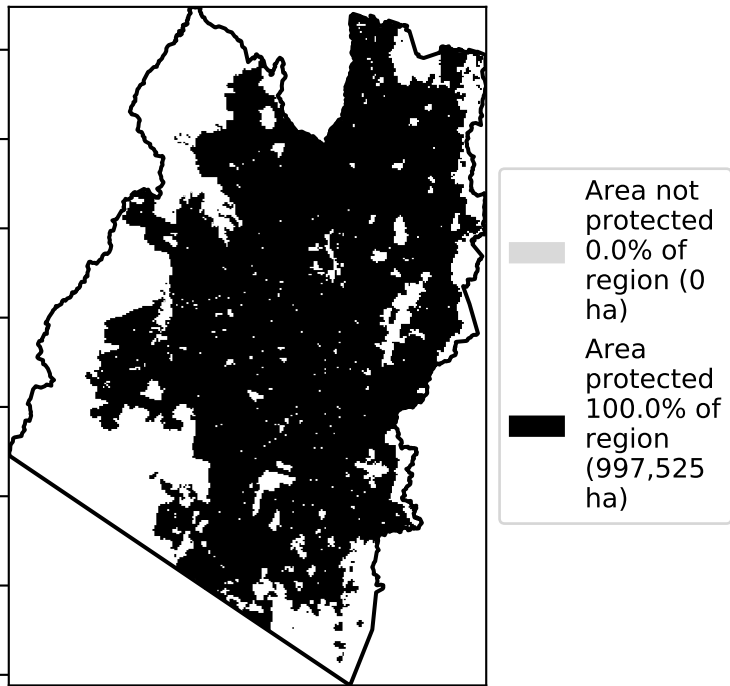 Area not
protected
0.0% of
region (0
ha)
Area
protected
100.0% of
region
(997,525
ha)